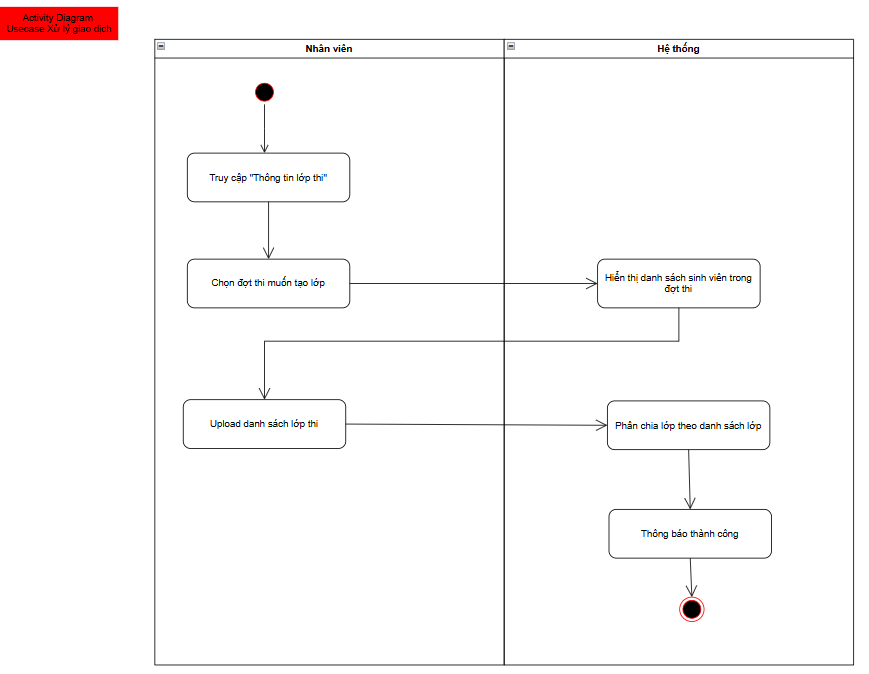 Activity Diagram
Usecase Xử lý giao dịch
Nhân viên
Hệ thống
Truy cập "Thông tin lớp thi"
Chọn đợt thi muốn tạo lớp
Hiển thị danh sách sinh viên trong
đợt thi
Upload danh sách lớp thi
Phân chia lớp theo danh sách lớp
Thông báo thành công